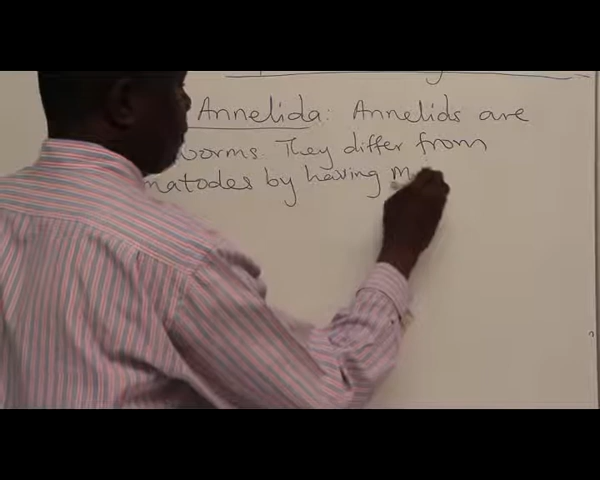 Annelida: Annelids are
worms. They differ from
matodes by having